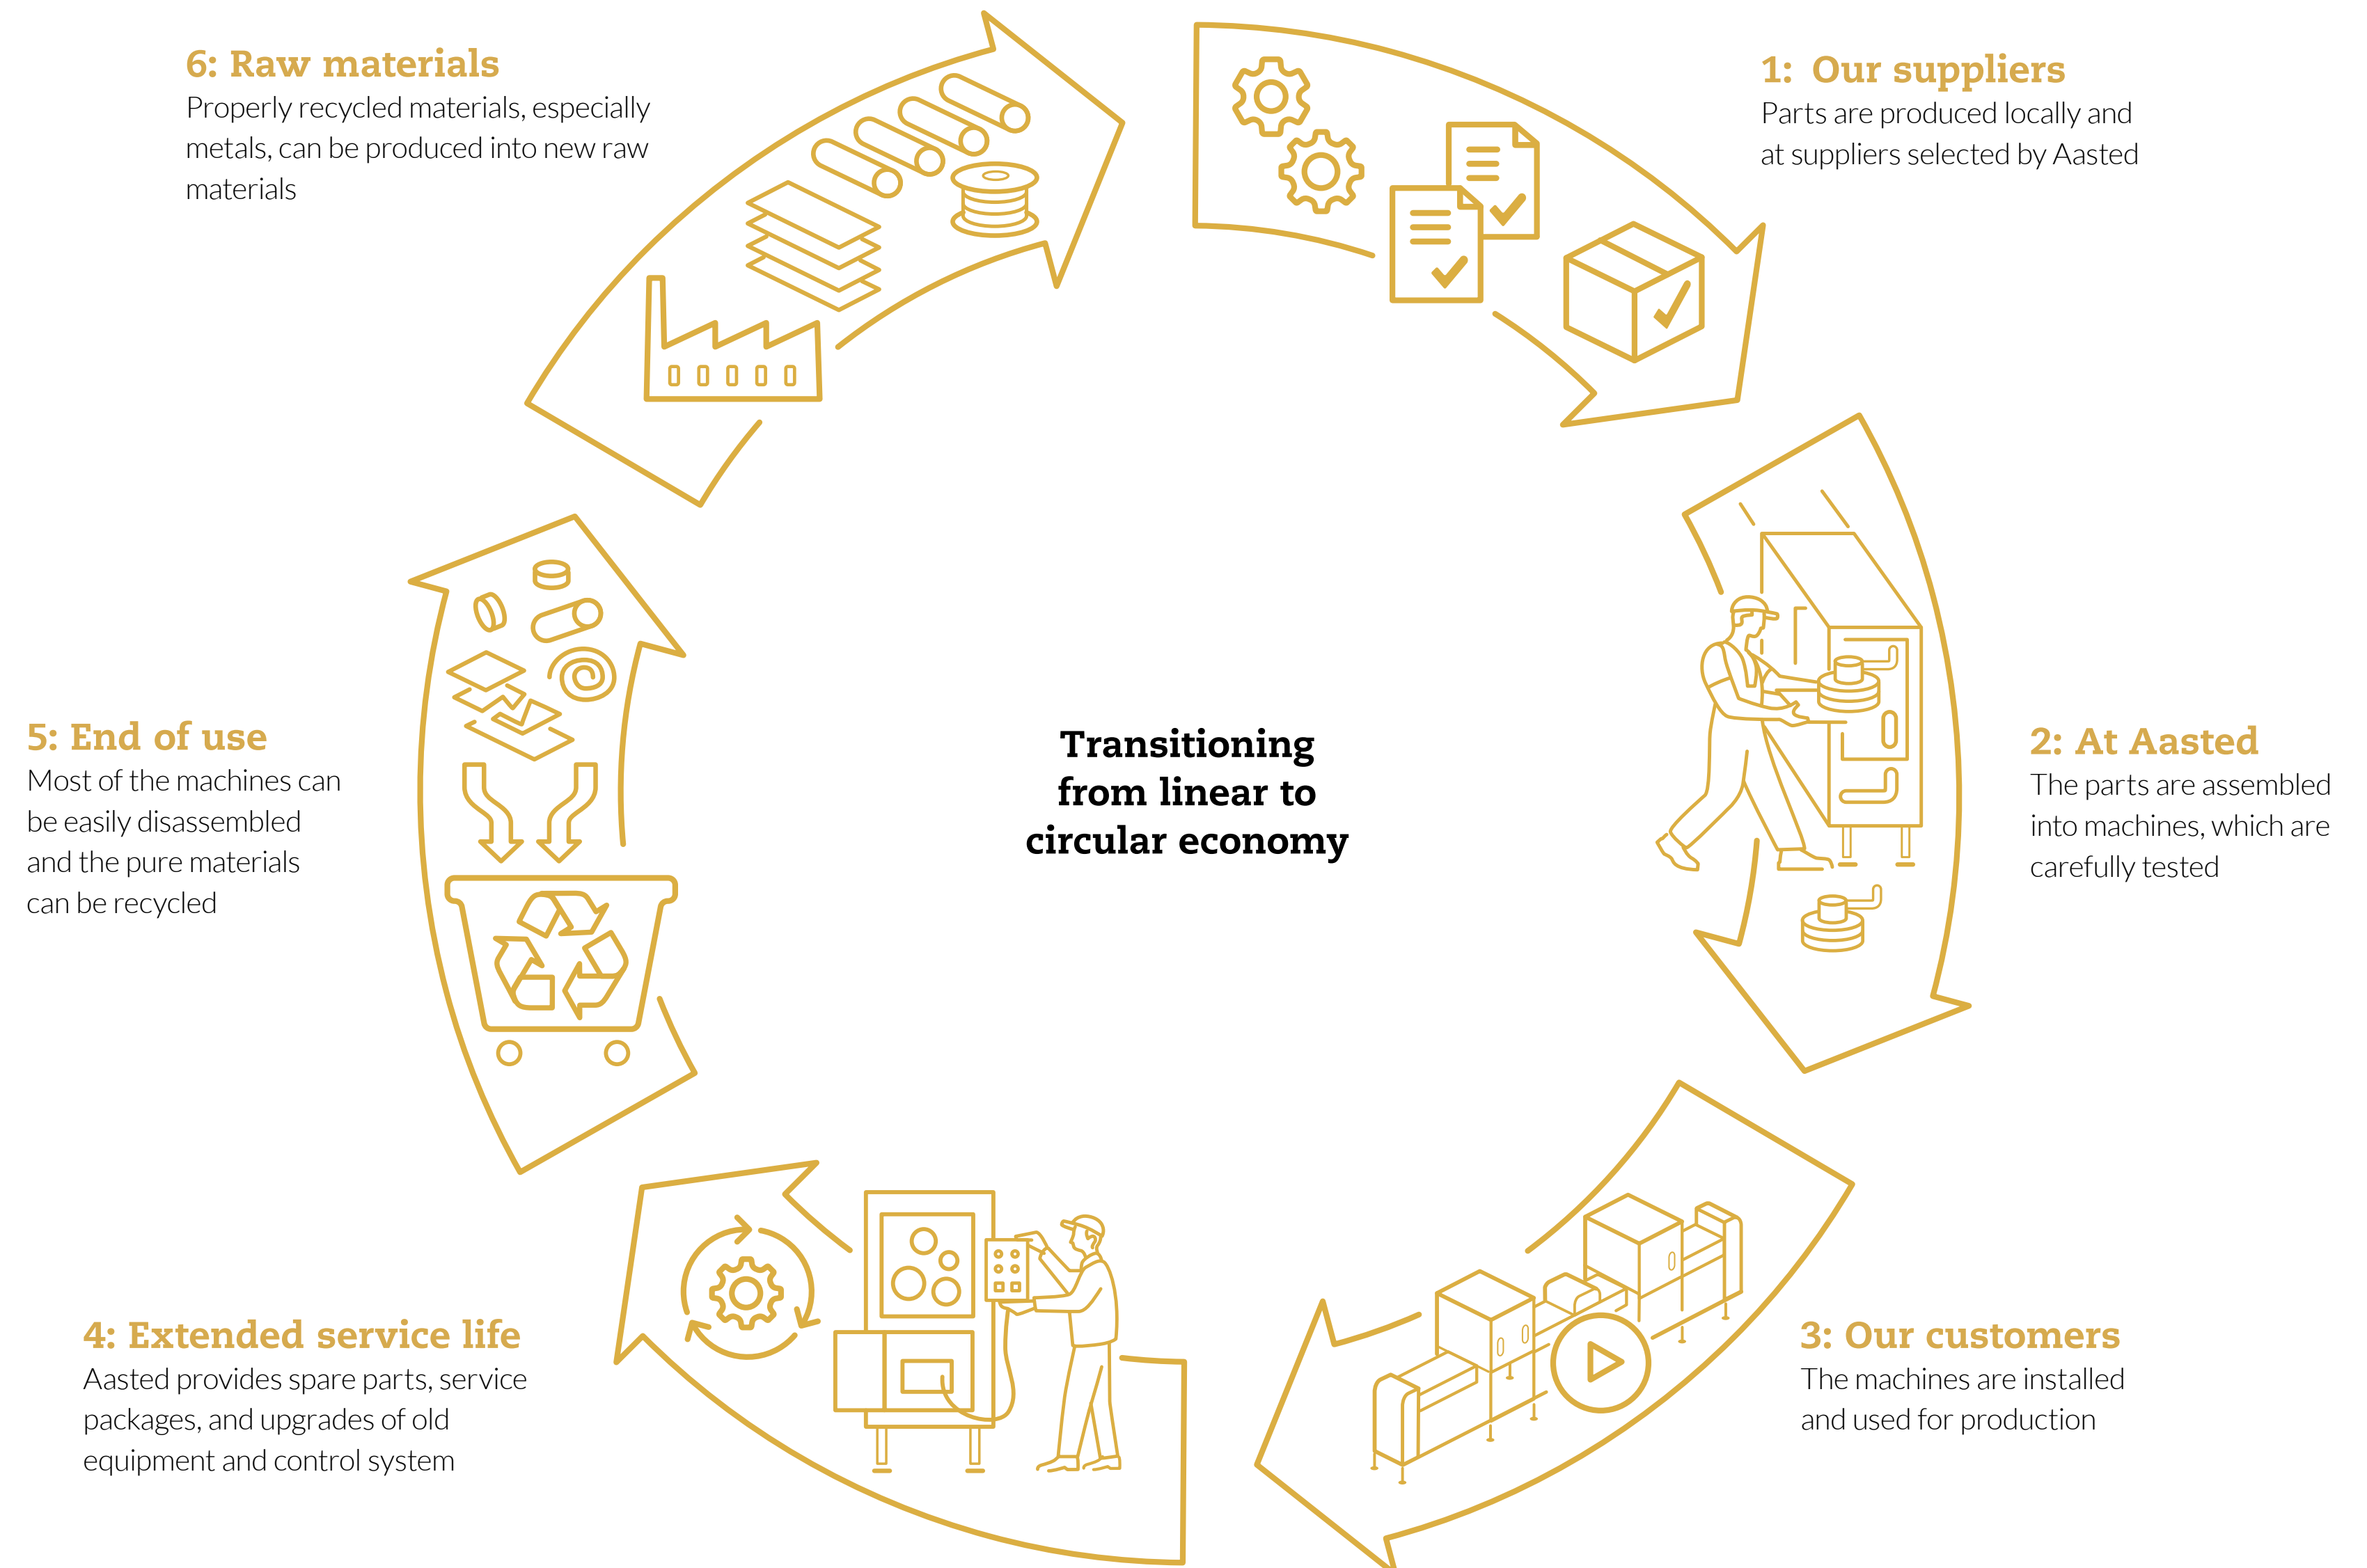 6: Raw materials
Properly recycled materials, especially
metals, can be produced into new raw
materials
1: Our suppliers
Parts are produced locally and
at suppliers selected by Aasted
5: End of use
Most of the machines can
be easily disassembled
and the pure materials
can be recycled
Transitioning
from linear to
circular economy
2: At Aasted
The parts are assembled
into machines, which are
carefully tested
4: Extended service life
Aasted provides spare parts, service
packages, and upgrades of old
equipment and control system
3: Our customers
The machines are installed
and used for production